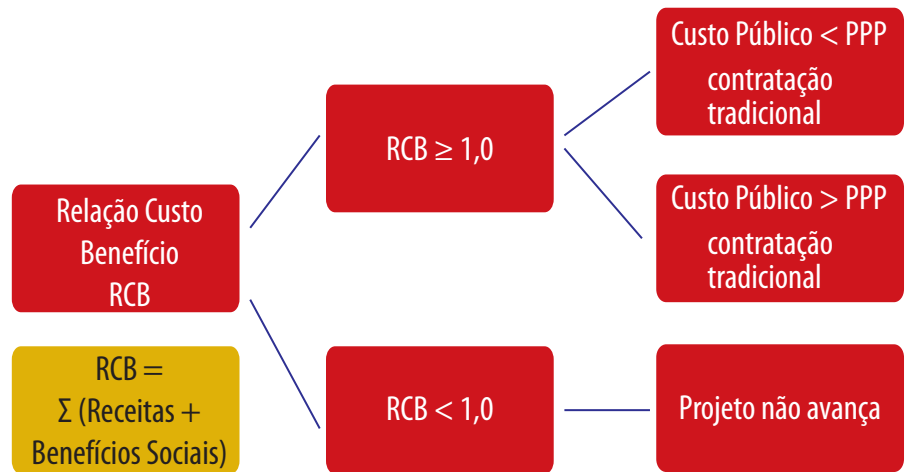 Custo Público < PPP
contratação
tradicional
RCB ≥ 1,0
Custo Público > PPP
contratação
tradicional
Relação Custo
Benefício
RCB
RCB =
Σ (Receitas +
Benefícios Sociais)
RCB < 1,0
Projeto não avança